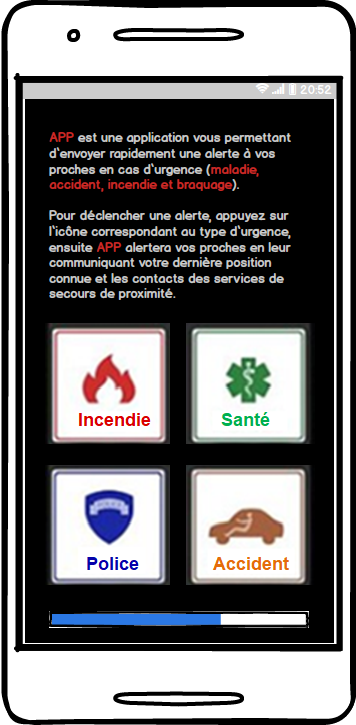 20:52
APP est une application vous permettant
d'envoyer rapidement une alerte à vos
proches en cas d'urgence (maladie,
accident, incendie et braquage).
Pour déclencher une alerte, appuyez sur
l'icône correspondant au type d'urgence,
ensuite APP alertera vos proches en leur
communiquant votre dernière position
connue et les contacts des services de
secours de proximité.
Incendie
Santé
Police
Accident